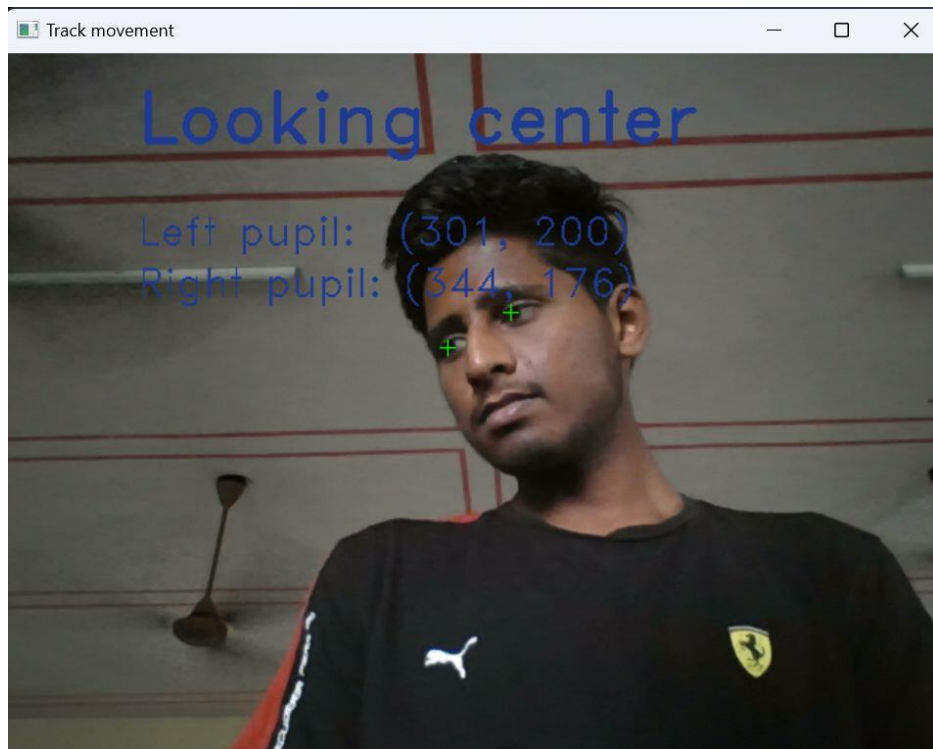 Track movement
Looking center
Left pupil: (301, 200)
Right pupil: (344, 176)